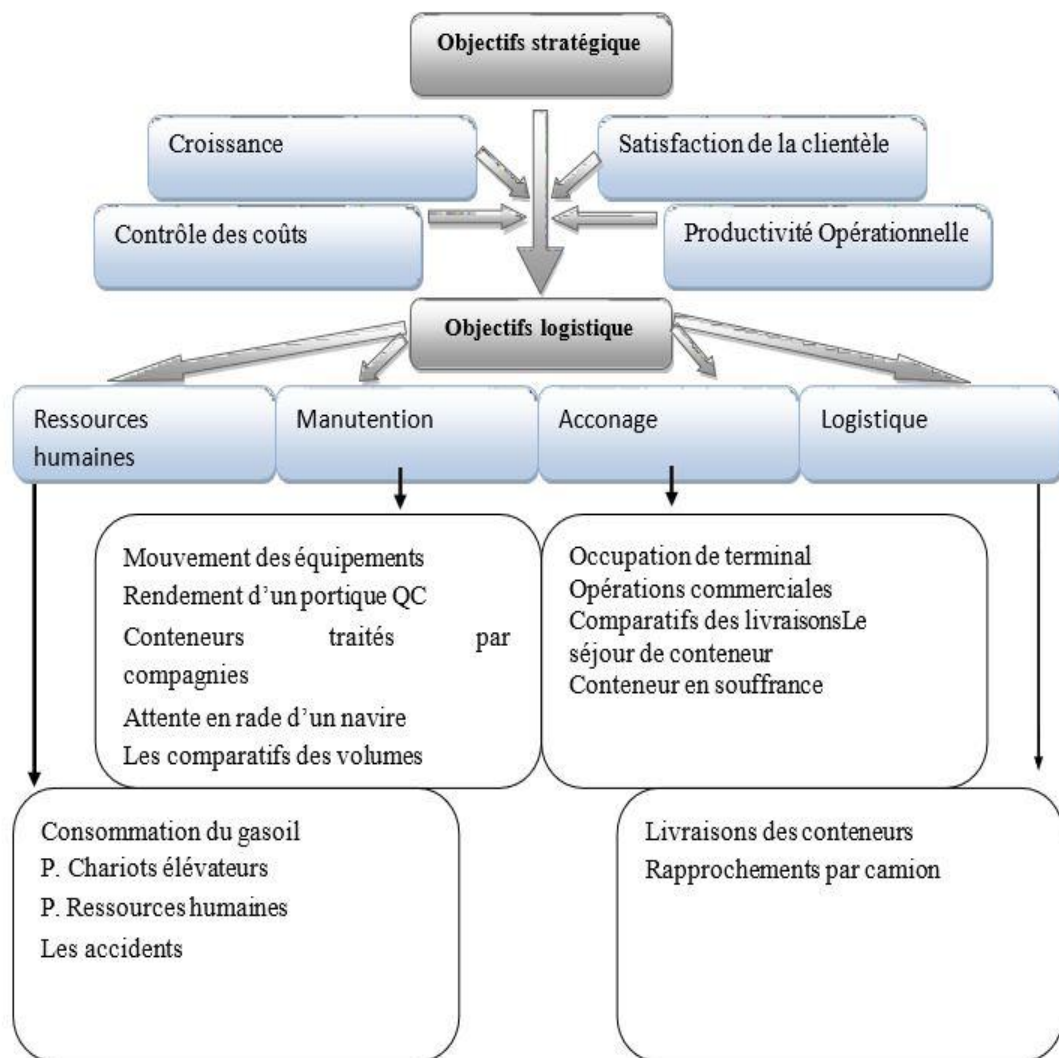 Objectifs stratégique
Croissance
Satisfaction de la clientèle
Contrôle des coûts
Productivité Opérationnelle
Objectifs logistique
Ressources
humaines
Manutention
Acconage
Logistique
Mouvement des équipements
Rendement d’un portique QC
Conteneurs traités par
compagnies
Attente en rade d’un navire
Les comparatifs des volumes
Occupation de terminal
Opérations commerciales
Comparatifs des livraisonsLe
séjour de conteneur
Conteneur en souffrance
Consommation du gasoil
P. Chariots élévateurs
P. Ressources humaines
Les accidents
Livraisons des conteneurs
Rapprochements par camion